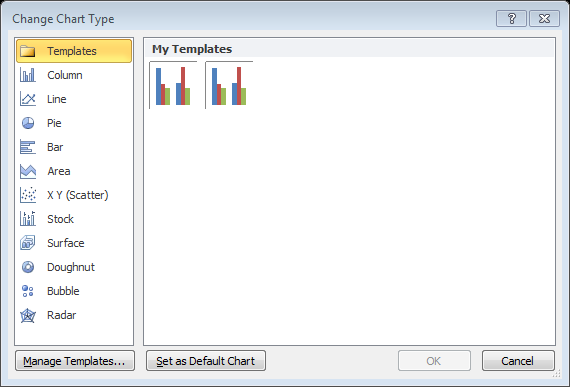 Change Chart Type
?
Templates
Column
Line
Pie
Bar
Area
X Y (Scatter)
Stock
Surface
Doughnut
Bubble
Radar
My Templates
Manage Templates...
Set as Default Chart
OK
Cancel